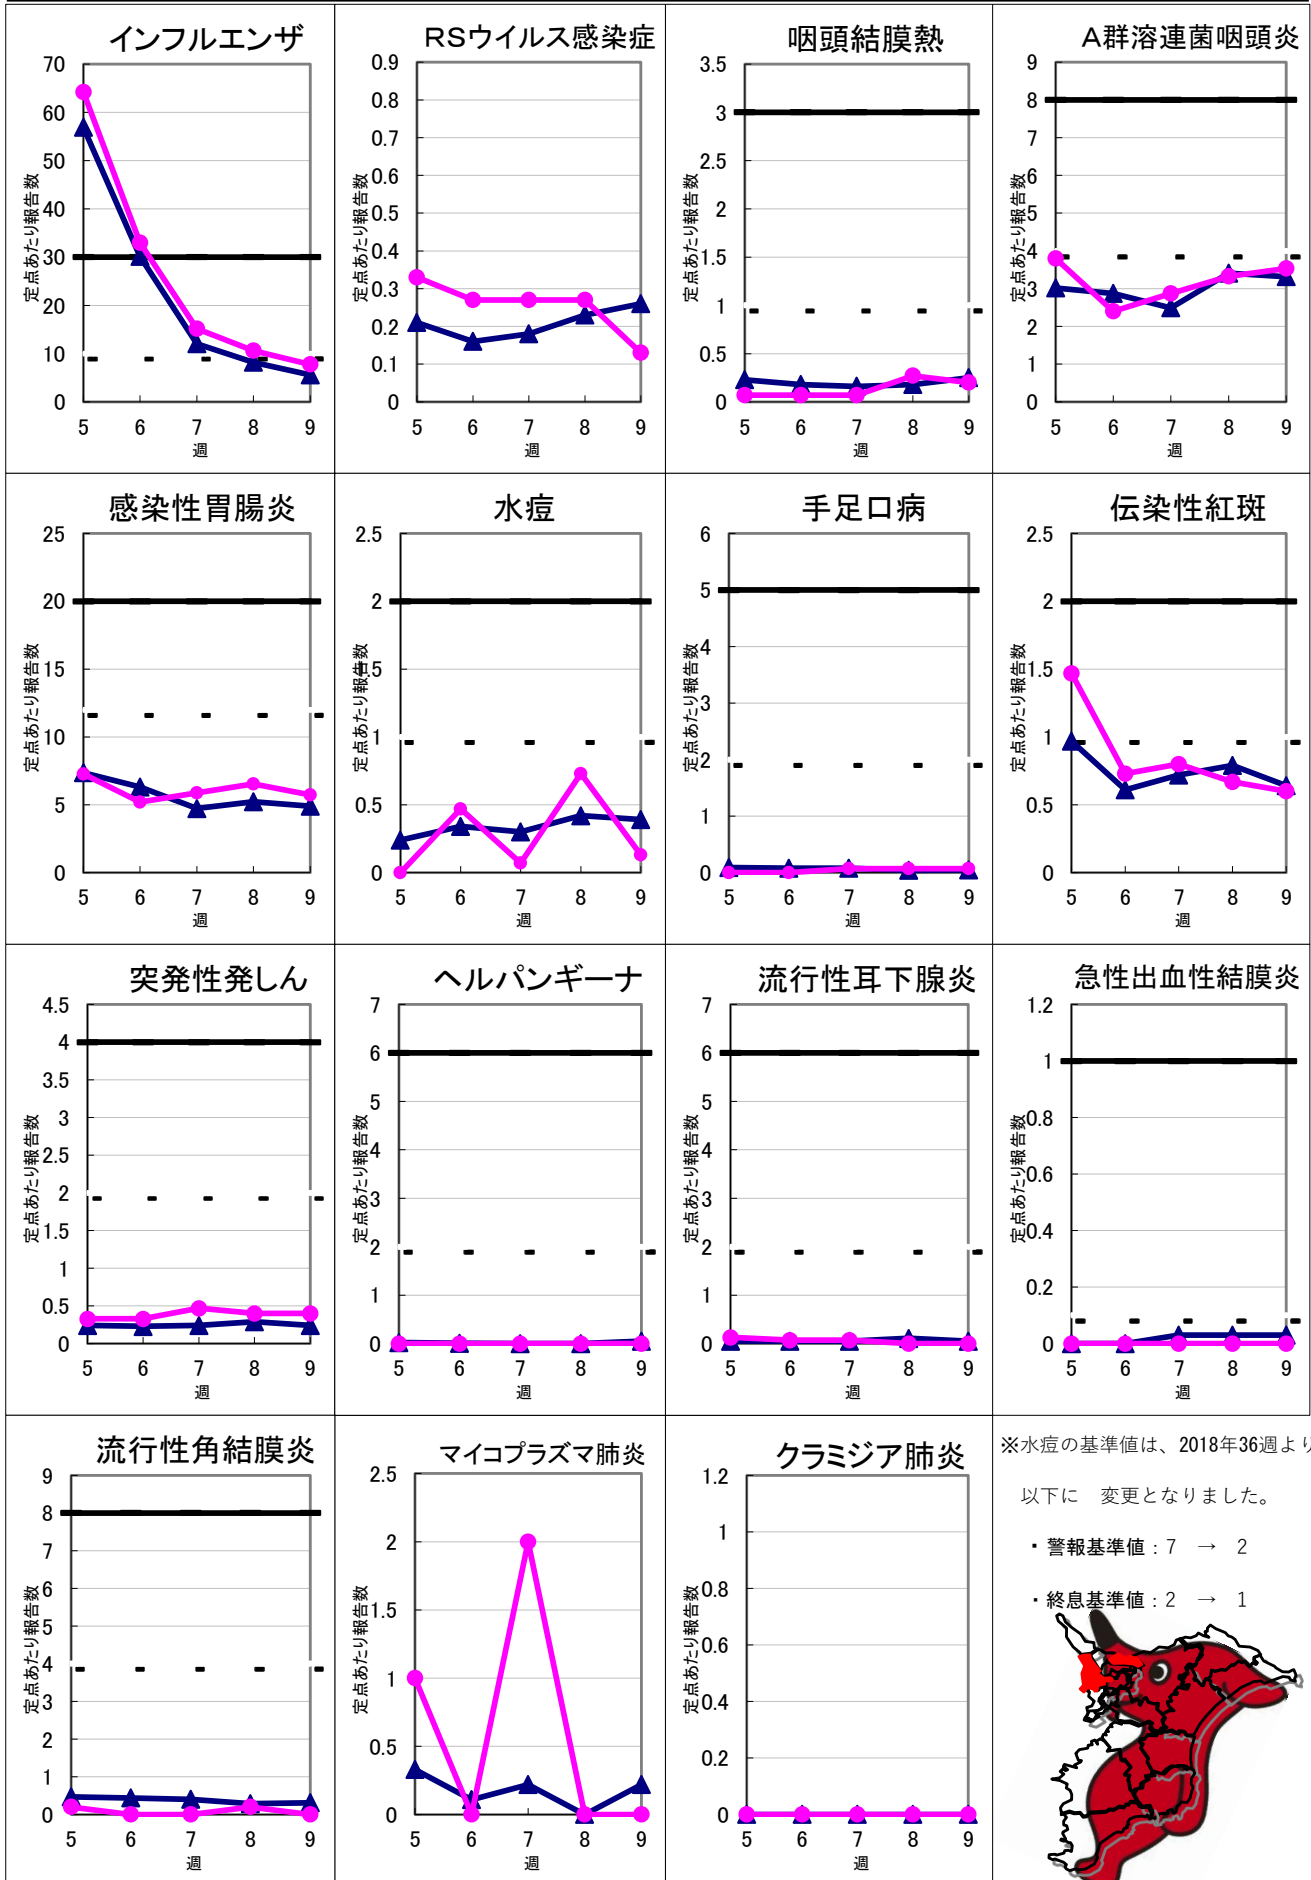 インフルエンザ
70
60
50
40
30
20
10
0
定点あたり報告数
5 6 7 8 9
週
RSウイルス感染症
0.9
0.8
0.7
0.6
0.5
0.4
0.3
0.2
0.1
0
定点あたり報告数
5 6 7 8 9
週
咽頭結膜熱
3.5
3
2.5
2
1.5
1
0.5
0
定点あたり報告数
5 6 7 8 9
週
A群溶連菌咽頭炎
9
8
7
6
5
4
3
2
1
0
定点あたり報告数
5 6 7 8 9
週
感染性胃腸炎
25
20
15
10
5
0
定点あたり報告数
5 6 7 8 9
週
水痘
2.5
2
1.5
1
0.5
0
定点あたり報告数
5 6 7 8 9
週
手足口病
6
5
4
3
2
1
0
定点あたり報告数
5 6 7 8 9
週
伝染性紅斑
2.5
2
1.5
1
0.5
0
定点あたり報告数
5 6 7 8 9
週
突発性発しん
4.5
4
3.5
3
2.5
2
1.5
1
0.5
0
定点あたり報告数
5 6 7 8 9
週
ヘルパンギーナ
7
6
5
4
3
2
1
0
定点あたり報告数
5 6 7 8 9
週
流行性耳下腺炎
7
6
5
4
3
2
1
0
定点あたり報告数
5 6 7 8 9
週
急性出血性結膜炎
1.2
1
0.8
0.6
0.4
0.2
0
定点あたり報告数
5 6 7 8 9
週
流行性角結膜炎
9
8
7
6
5
4
3
2
1
0
定点あたり報告数
5 6 7 8 9
週
マイコプラズマ肺炎
2.5
2
1.5
1
0.5
0
定点あたり報告数
5 6 7 8 9
週
クラミジア肺炎
1.2
1
0.8
0.6
0.4
0.2
0
定点あたり報告数
5 6 7 8 9
週
※水痘の基準値は、2018年36週より
以下に　変更となりました。
・警報基準値：7　→　2
・終息基準値：2　→　1